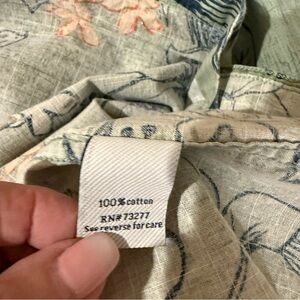 100% cotton
RN# 73277
See reverse for care